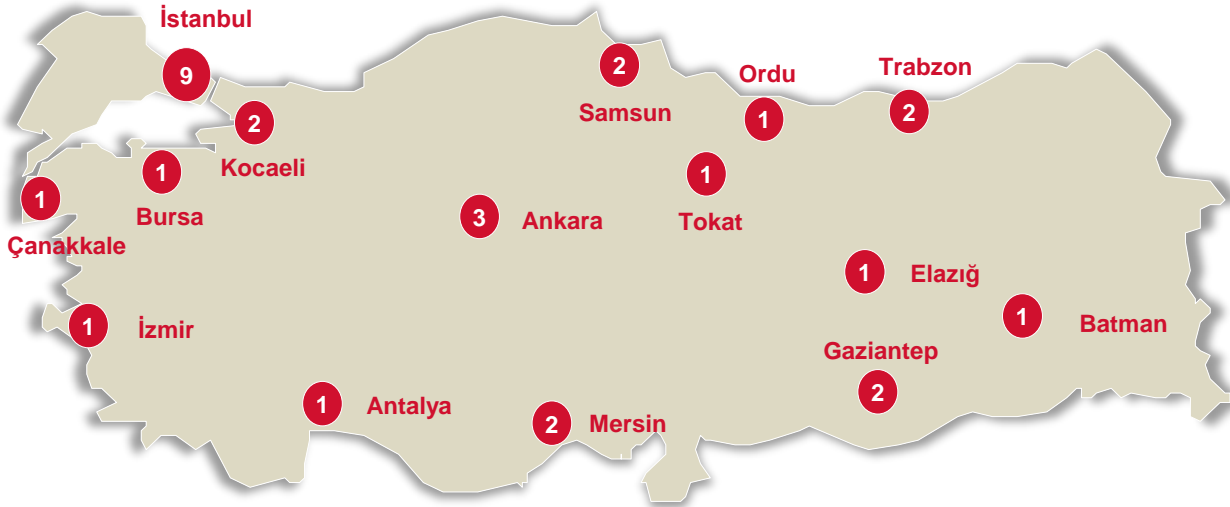 İstanbul
9
2
Samsun
Ordu
1
Trabzon
2
2
Kocaeli
1
Bursa
1
Çanakkale
3
Ankara
1
Tokat
1
Elazığ
1
Batman
1
İzmir
Gaziantep
2
1
Antalya
2
Mersin